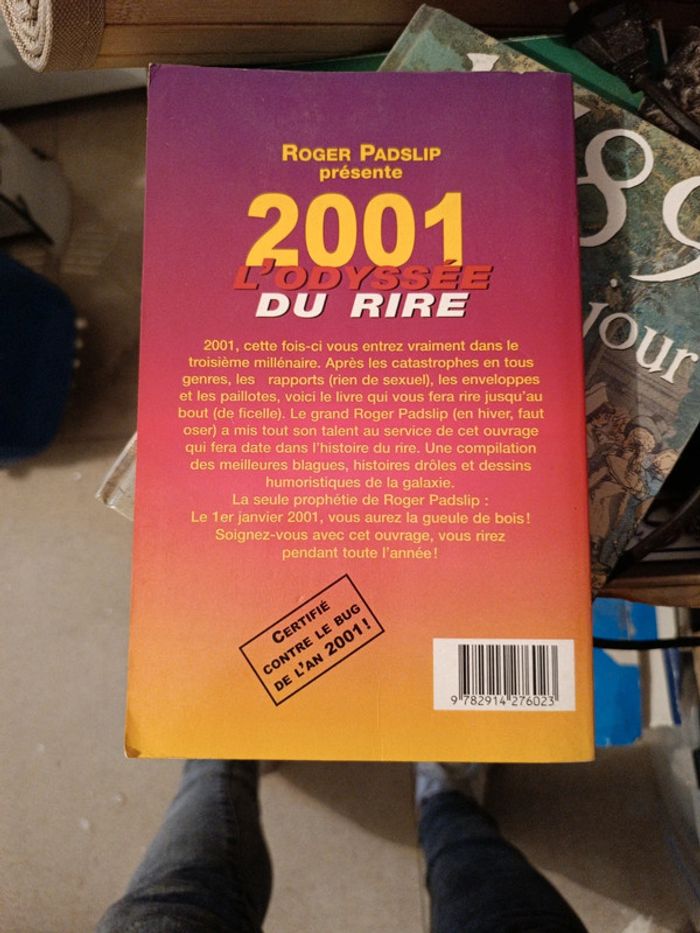 ROGER PADSLIP
présente
2001
L'ODYSSÉE
DU RIRE
2001, cette fois-ci vous entrez vraiment dans le
troisième millénaire. Après les catastrophes en tous
genres, les rapports (rien de sexuel), les enveloppes
et les paillotes, voici le livre qui vous fera rire jusqu'au
bout (de ficelle). Le grand Roger Padslip (en hiver, faut
oser) a mis tout son talent au service de cet ouvrage
qui fera date dans l'histoire du rire. Une compilation
des meilleures blagues, histoires drôles et dessins
humoristiques de la galaxie.
La seule prophétie de Roger Padslip :
Le 1er janvier 2001, vous aurez la gueule de bois !
Soignez-vous avec cet ouvrage, vous rirez
pendant toute l'année !
CERTIFIÉ
CONTRE LE BUG
DE L'AN 2001 !
9 782914 276023
89
jour